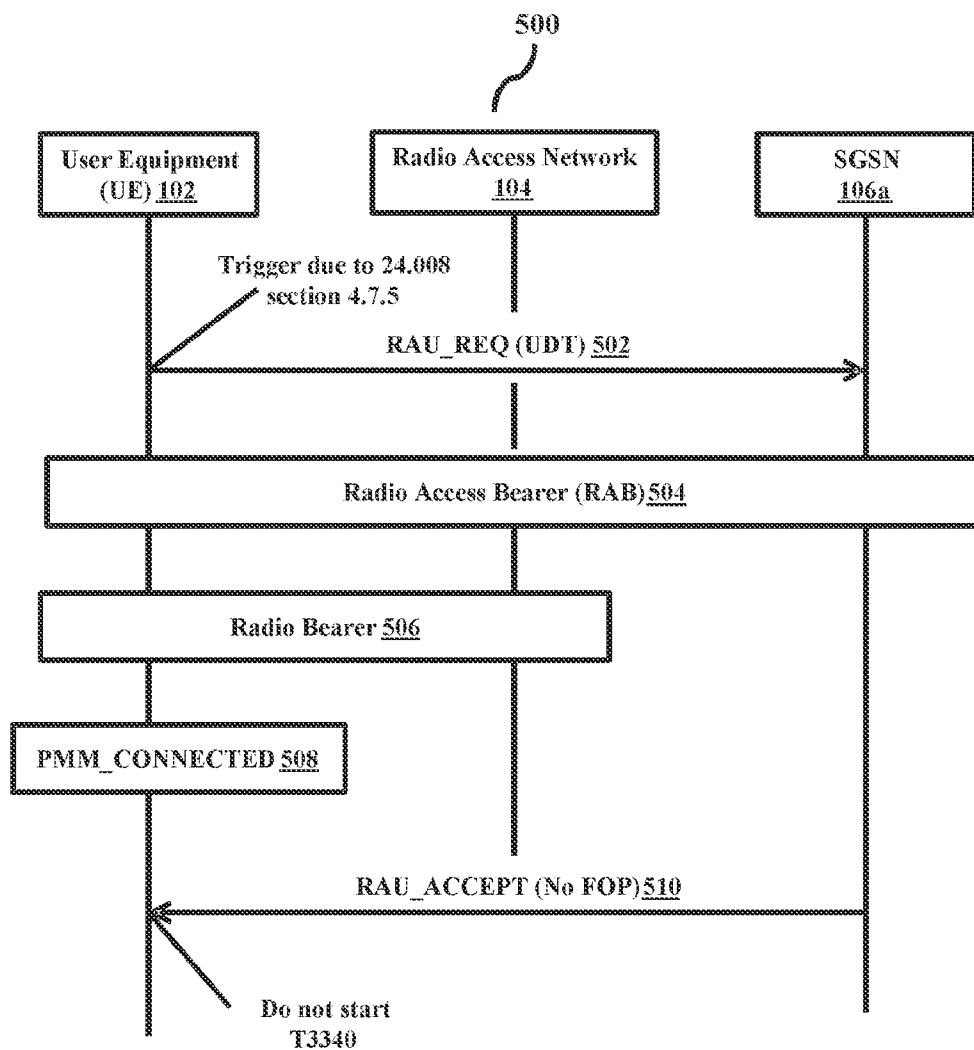 500
User Equipment
(UE) 102
Radio Access Network
104
SGSN
106a
Trigger due to 24.008
section 4.7.5
RAU_REQ (UDT) 502
Radio Access Bearer (RAB) 504
Radio Bearer 506
PMM_CONNECTED 508
RAU_ACCEPT (No FOP) 510
Do not start
T3340